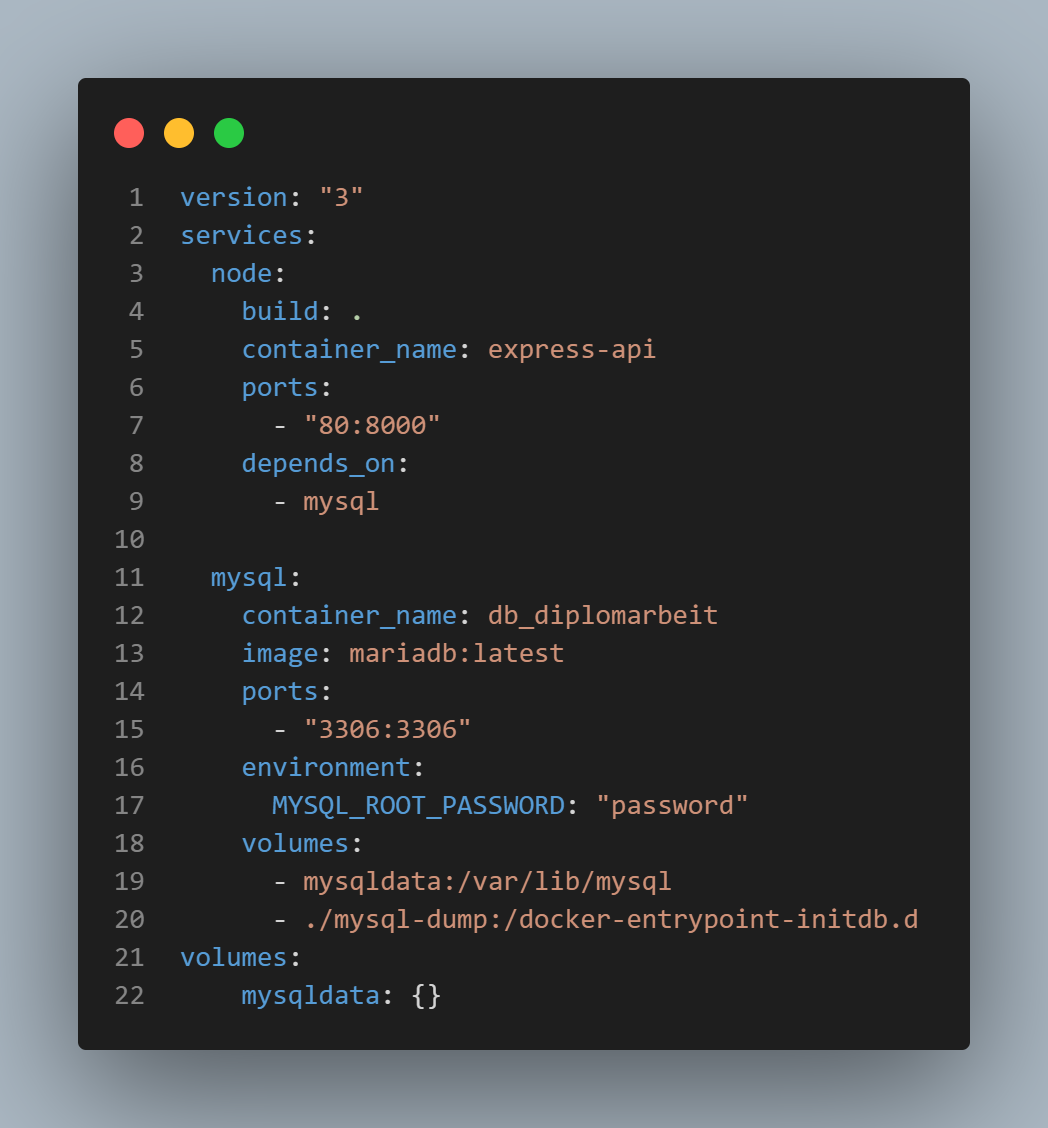 1 version: "3"
2 services:
3   node:
4     build: .
5     container_name: express-api
6     ports:
7       - "80:8000"
8     depends_on:
9       - mysql
10
11   mysql:
12     container_name: db_diplomarbeit
13     image: mariadb:latest
14     ports:
15       - "3306:3306"
16     environment:
17       MYSQL_ROOT_PASSWORD: "password"
18     volumes:
19       - mysqldata:/var/lib/mysql
20       - ./mysql-dump:/docker-entrypoint-initdb.d
21 volumes:
22     mysqldata: {}